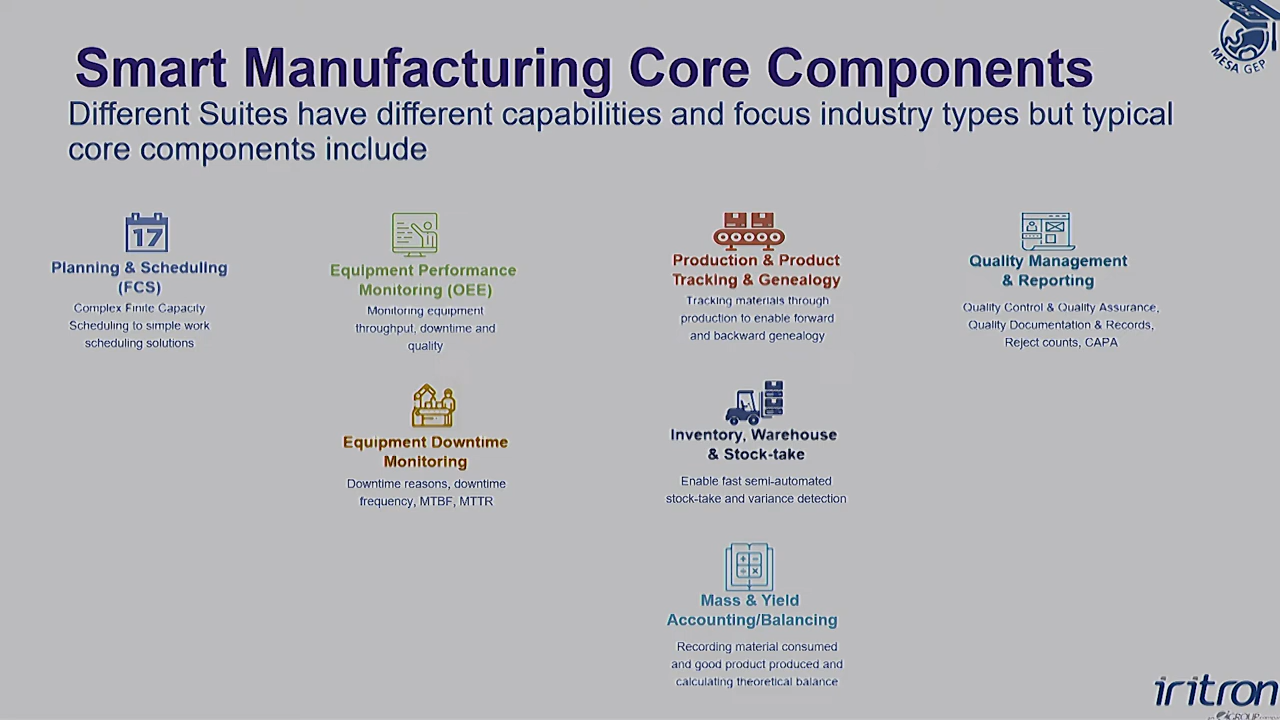 Smart Manufacturing Core Components
Different Suites have different capabilities and focus industry types but typical
core components include
MESA GEP
17
Planning & Scheduling
(FCS)
Complex Finite Capacity
Scheduling to simple work
scheduling solutions
Equipment Performance
Monitoring (OEE)
Monitoring equipment
throughput, downtime and
quality
Production & Product
Tracking & Genealogy
Tracking materials through
production to enable forward
and backward genealogy
Quality Management
& Reporting
Quality Control & Quality Assurance,
Quality Documentation & Records,
Reject counts, CAPA
Equipment Downtime
Monitoring
Downtime reasons, downtime
frequency, MTBF, MTTR
Inventory, Warehouse
& Stock-take
Enable fast semi-automated
stock-take and variance detection
Mass & Yield
Accounting/Balancing
Recording material consumed
and good product produced and
calculating theoretical balance
iritron
GROUP